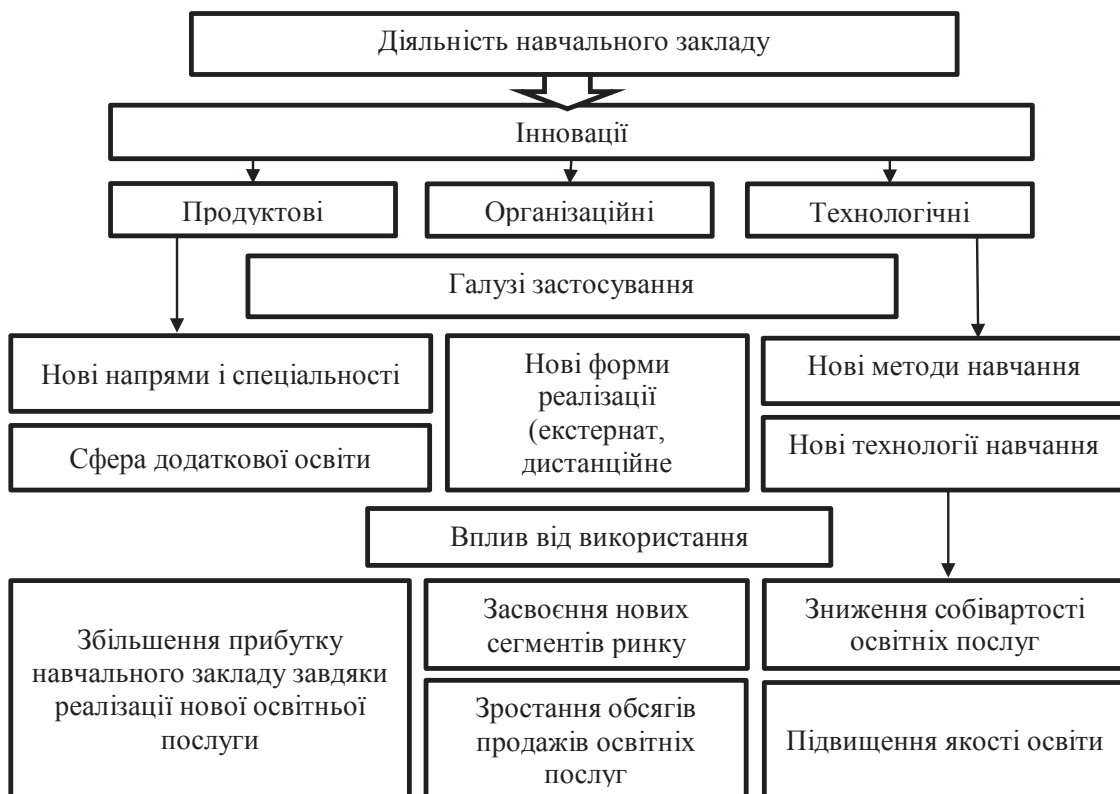 Діяльність навчального закладу
Інновації
Продуктові
Організаційні
Технологічні
Галузі застосування
Нові напрями і спеціальності
Сфера додаткової освіти
Нові форми
реалізації
(екстернат,
дистанційне
Нові методи навчання
Нові технології навчання
Вплив від використання
Збільшення прибутку
навчального закладу завдяки
реалізації нової освітньої
послуги
Засвоєння нових
сегментів ринку
Зростання обсягів
продажів освітніх
послуг
Зниження собівартості
освітніх послуг
Підвищення якості освіти